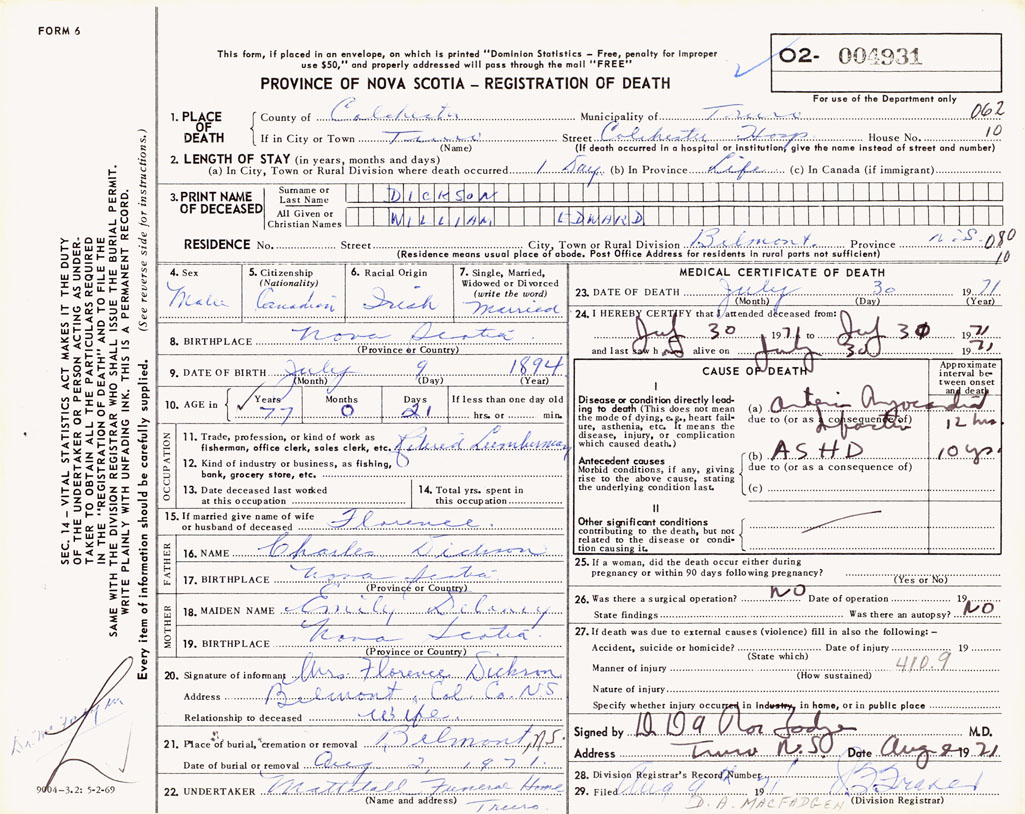 FORM 6
This form, if placed in an envelope, on which is printed "Dominion Statistics – Free, penalty for improper
use $50," and properly addressed will pass through the mail "FREE"
PROVINCE OF NOVA SCOTIA – REGISTRATION OF DEATH
O2- 004931
For use of the Department only
1. PLACE OF DEATH
County of Colchester Municipality of Truro 062
If in City or Town Truro Street Colchester Hosp. House No. 10
(Name) (If death occurred in a hospital or institution, give the name instead of street and number)
2. LENGTH OF STAY (in years, months and days)
(a) In City, Town or Rural Division where death occurred 1 Day (b) In Province Life (c) In Canada (if immigrant)
3. PRINT NAME OF DECEASED
Surname or Last Name DICKSON
All Given or Christian Names WILLIAM EDWARD
RESIDENCE No. Street City, Town or Rural Division Belmont. Province N.S. 080
10
(Residence means usual place of abode. Post Office Address for residents in rural parts not sufficient)
4. Sex Male
5. Citizenship (Nationality) Canadian
6. Racial Origin Irish
7. Single, Married, Widowed or Divorced (write the word) Married
8. BIRTHPLACE Nova Scotia
(Province or Country)
9. DATE OF BIRTH July 9 1894
(Month) (Day) (Year)
10. AGE in Years 77 Months 0 Days 21 If less than one day old hrs. or min.
OCCUPATION
11. Trade, profession, or kind of work as
fisherman, office clerk, sales clerk, etc. Retired Lumberman
12. Kind of industry or business, as fishing,
bank, grocery store, etc.
13. Date deceased last worked
at this occupation
14. Total yrs. spent in
this occupation
15. If married give name of wife
or husband of deceased Florence.
FATHER
16. NAME Charles Dickson
17. BIRTHPLACE Nova Scotia
(Province or Country)
MOTHER
18. MAIDEN NAME Emily Delaney
19. BIRTHPLACE Nova Scotia.
(Province or Country)
20. Signature of informant Mrs. Florence Dickson
Address Belmont, Col. Co. N.S
Relationship to deceased wife.
21. Place of burial, cremation or removal Belmont, N.S.
Date of burial or removal Aug 2, 1971.
22. UNDERTAKER Mattatall Funeral Home
(Name and address) Truro.
MEDICAL CERTIFICATE OF DEATH
23. DATE OF DEATH July 30 1971
(Month) (Day) (Year)
24. I HEREBY CERTIFY that I attended deceased from:
July 30 1971 to July 30 1971
and last saw h alive on July 30 1971
CAUSE OF DEATH
Approximate interval between onset and death
I
Disease or condition directly leading to death (This does not mean
the mode of dying, e.g., heart failure, asthenia, etc. It means the
disease, injury, or complication
which caused death.)
(a) Anterior Myocardial
due to (or as a consequence of) Infarction 12 hrs.
Antecedent causes
Morbid conditions, if any, giving
rise to the above cause, stating
the underlying condition last.
(b) ASHD 10 yrs.
due to (or as a consequence of)
(c)
II
Other significant conditions
contributing to the death, but not
related to the disease or condition causing it.
25. If a woman, did the death occur either during
pregnancy or within 90 days following pregnancy?
(Yes or No)
26. Was there a surgical operation? NO Date of operation 19
State findings Was there an autopsy? NO
27. If death was due to external causes (violence) fill in also the following: –
Accident, suicide or homicide? Date of injury 19
(State which)
Manner of injury 410.9
(How sustained)
Nature of injury
Specify whether injury occurred in industry, in home, or in public place
Signed by M.D.
Address Truro N.S. Date Aug 2 1971
28. Division Registrar's Record Number
29. Filed Aug 9 1971 Fraser
D. A. MACFADGEN (Division Registrar)
SEC. 14 – VITAL STATISTICS ACT MAKES IT THE DUTY
OF THE UNDERTAKER OR PERSON ACTING AS UNDER-
TAKER TO OBTAIN ALL THE PARTICULARS REQUIRED
IN THE "REGISTRATION OF DEATH" AND TO FILE THE
SAME WITH THE DIVISION REGISTRAR WHO SHALL ISSUE THE BURIAL PERMIT.
WRITE PLAINLY WITH UNFADING INK. THIS IS A PERMANENT RECORD.
Every item of information should be carefully supplied. (See reverse side for instructions.)
9004-3.2: 5-2-69